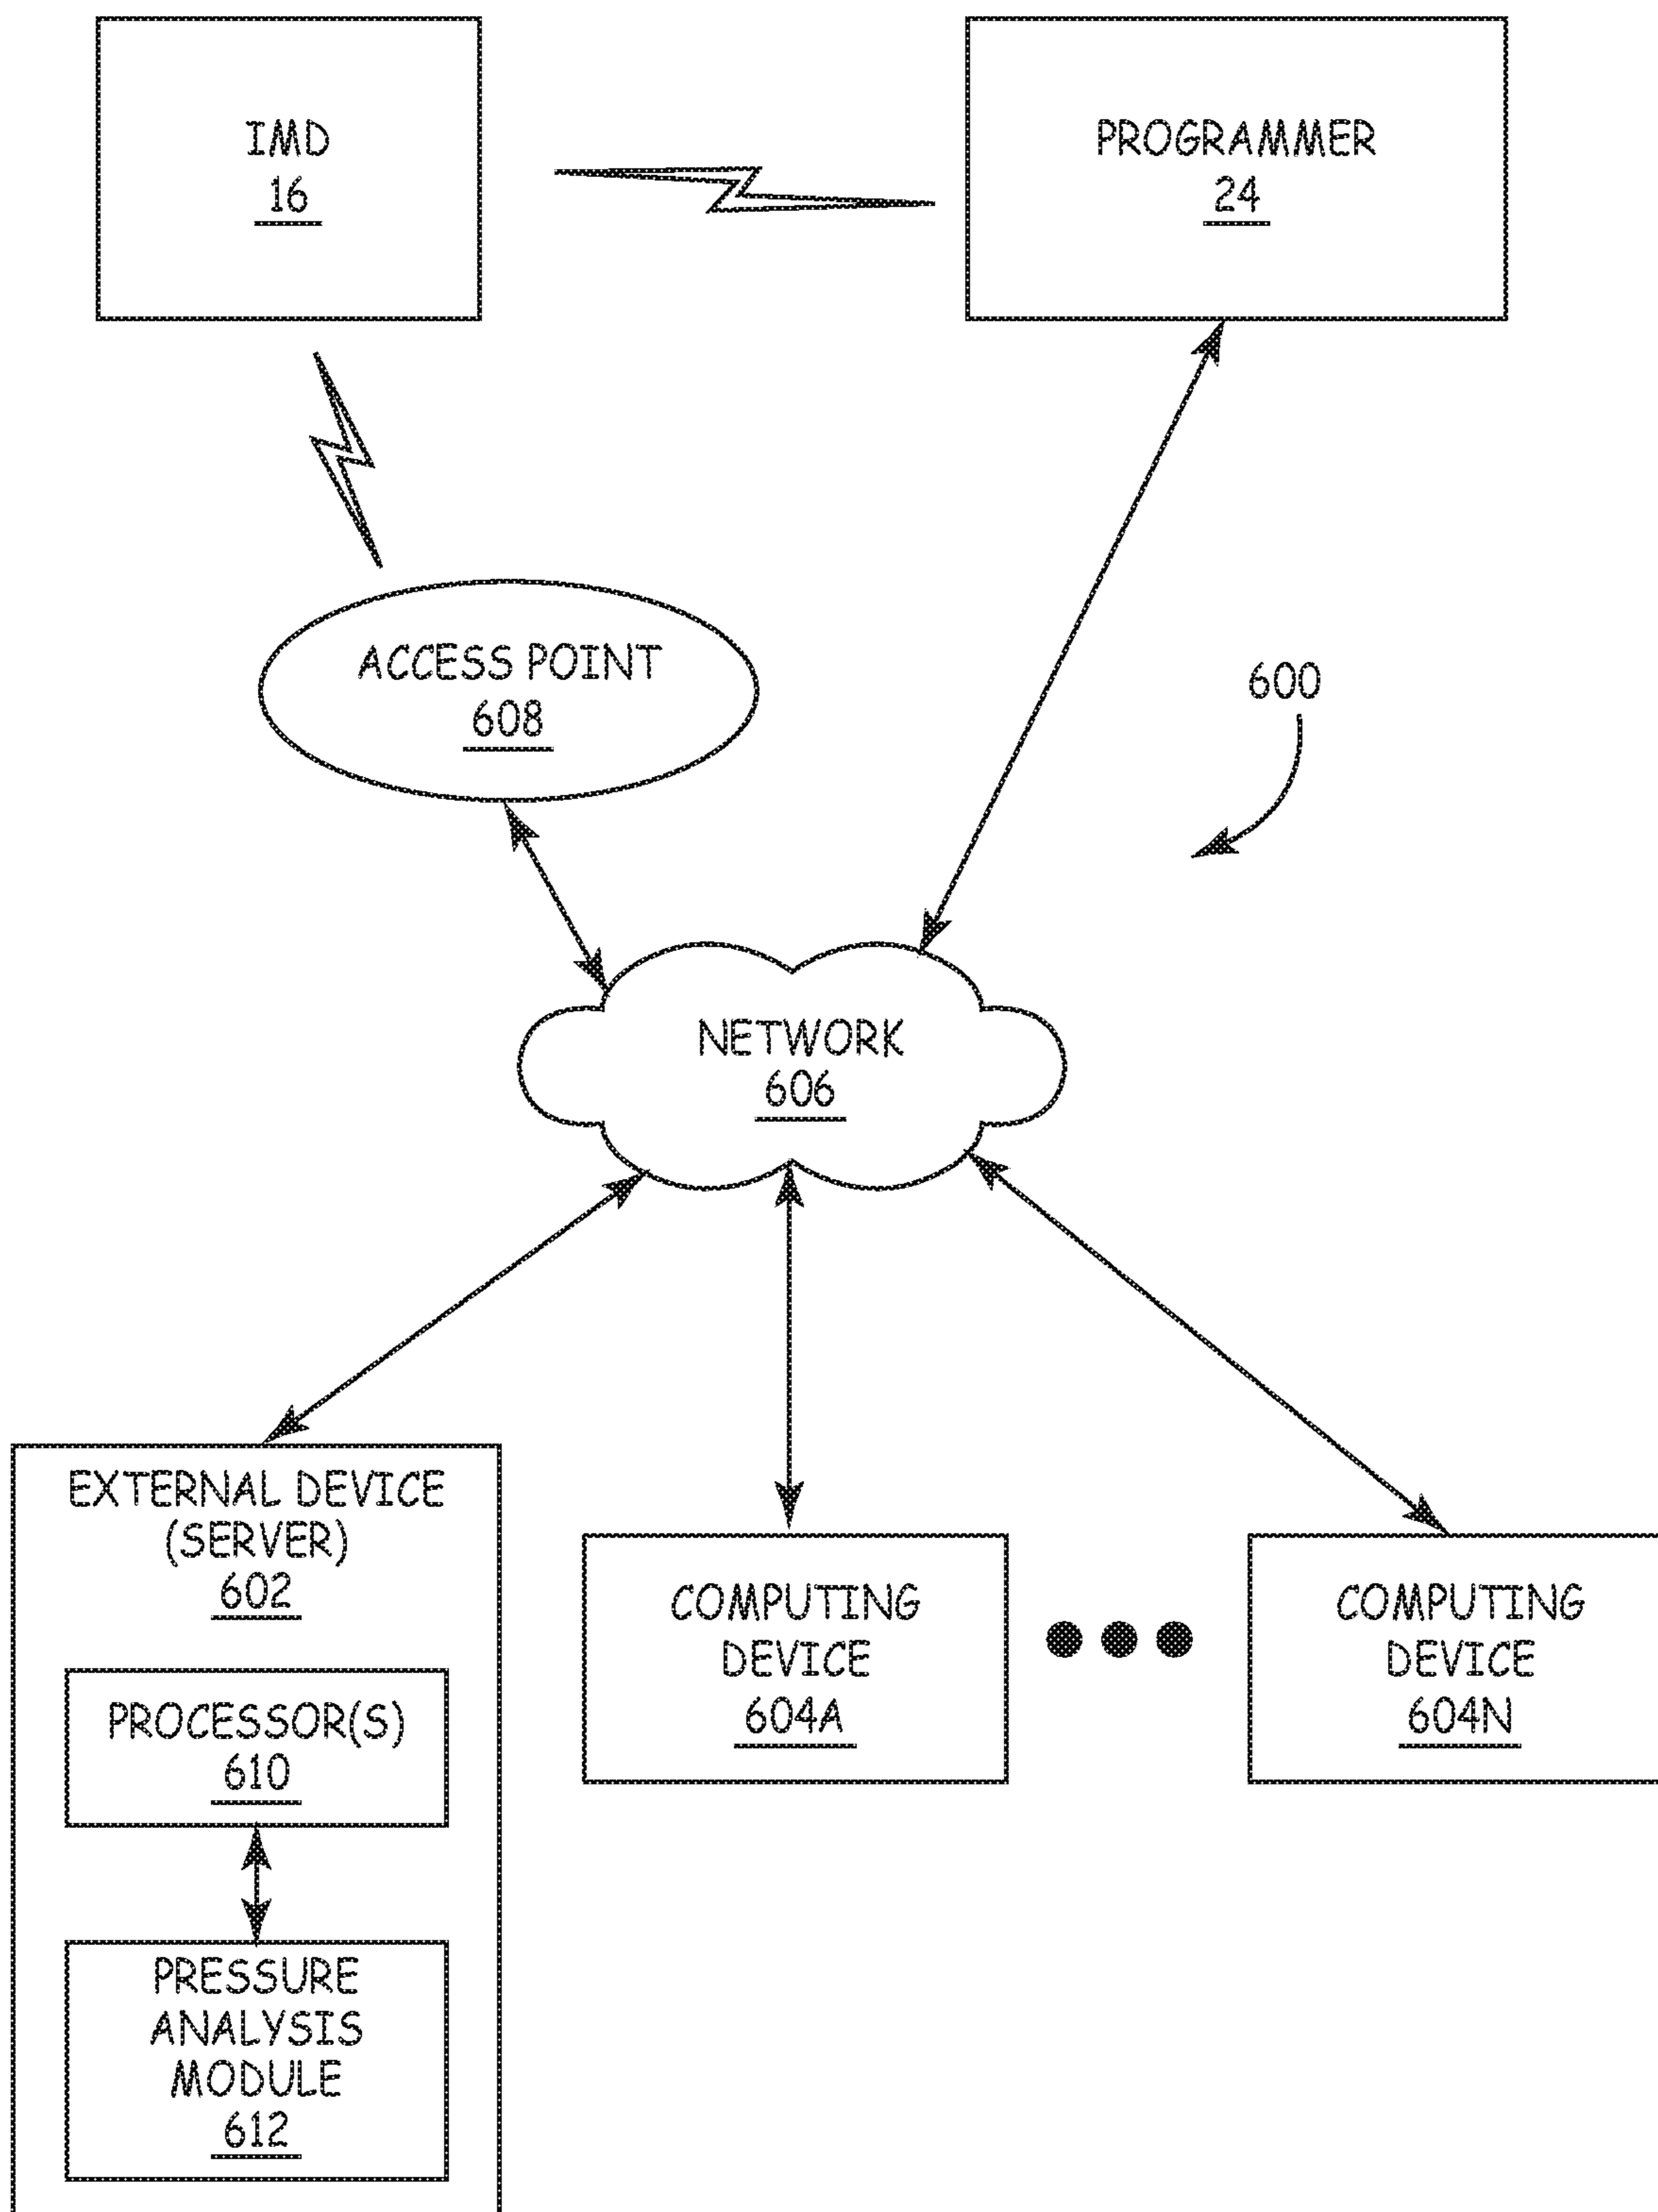 IMD
16
PROGRAMMER
24
ACCESS POINT
608
600
NETWORK
606
EXTERNAL DEVICE
(SERVER)
602
PROCESSOR(S)
610
PRESSURE
ANALYSIS
MODULE
612
COMPUTING
DEVICE
604A
COMPUTING
DEVICE
604N